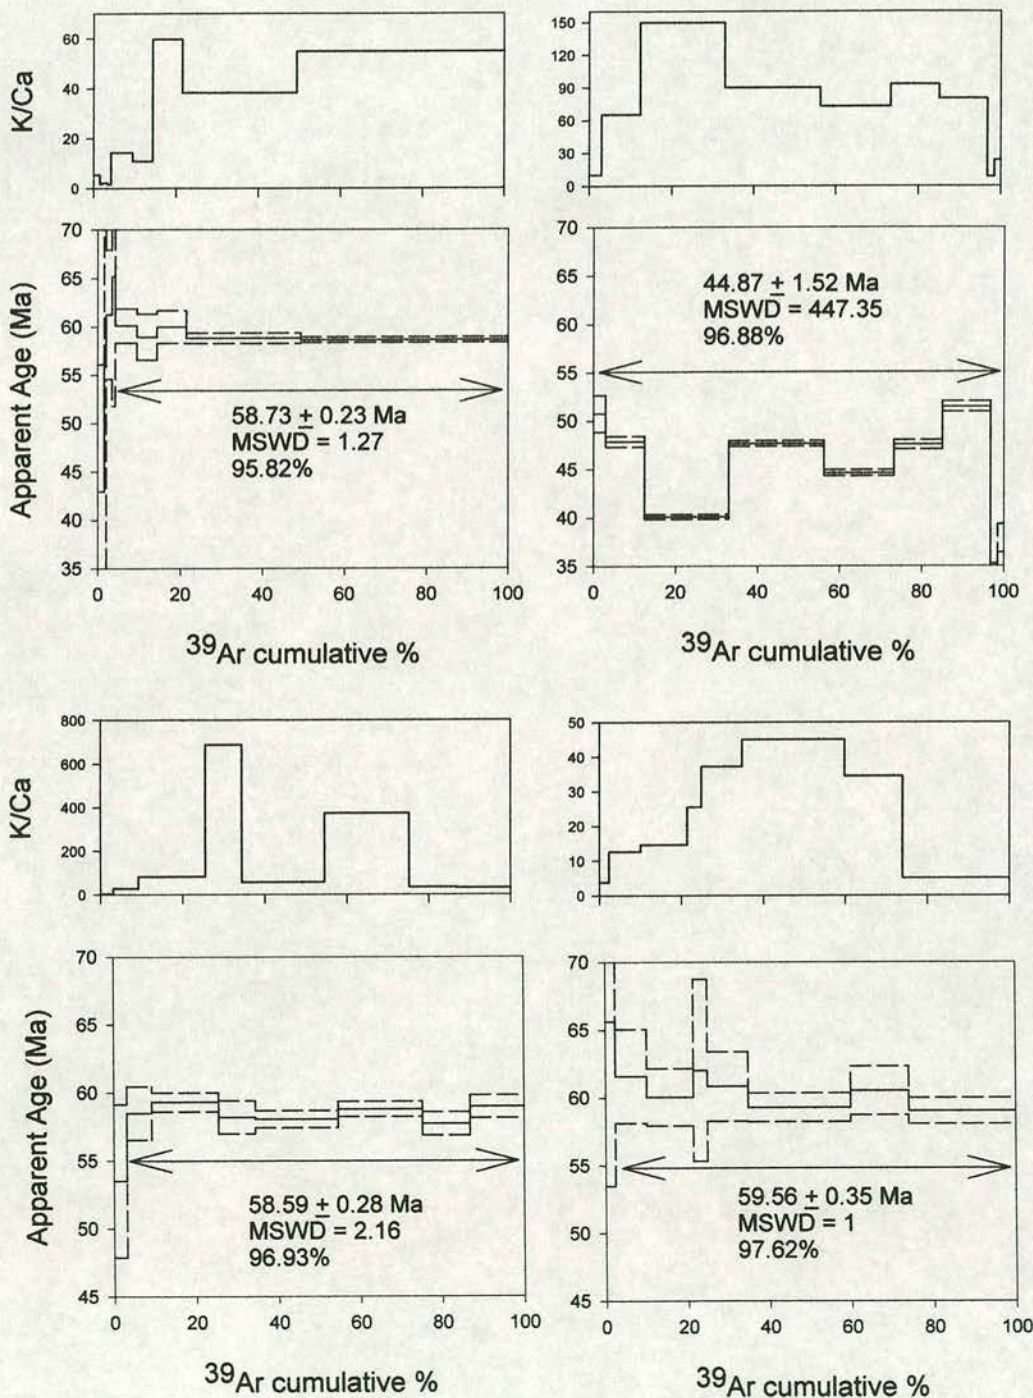 K/Ca
60
40
20
0
150
120
90
60
30
0
Apparent Age (Ma)
70
65
60
55
50
45
40
35
58.73 ± 0.23 Ma
MSWD = 1.27
95.82%
0 20 40 60 80 100
39Ar cumulative %
70
65
60
55
50
45
40
35
44.87 ± 1.52 Ma
MSWD = 447.35
96.88%
0 20 40 60 80 100
39Ar cumulative %
K/Ca
800
600
400
200
0
50
40
30
20
10
0
Apparent Age (Ma)
70
65
60
55
50
45
58.59 ± 0.28 Ma
MSWD = 2.16
96.93%
0 20 40 60 80 100
39Ar cumulative %
70
65
60
55
50
45
59.56 ± 0.35 Ma
MSWD = 1
97.62%
0 20 40 60 80 100
39Ar cumulative %